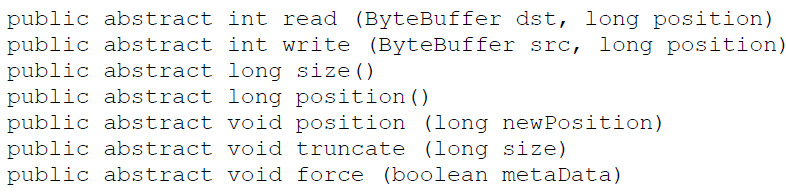 public abstract int read (ByteBuffer dst, long position)
public abstract int write (ByteBuffer src, long position)
public abstract long size()
public abstract long position()
public abstract void position (long newPosition)
public abstract void truncate (long size)
public abstract void force (boolean metaData)